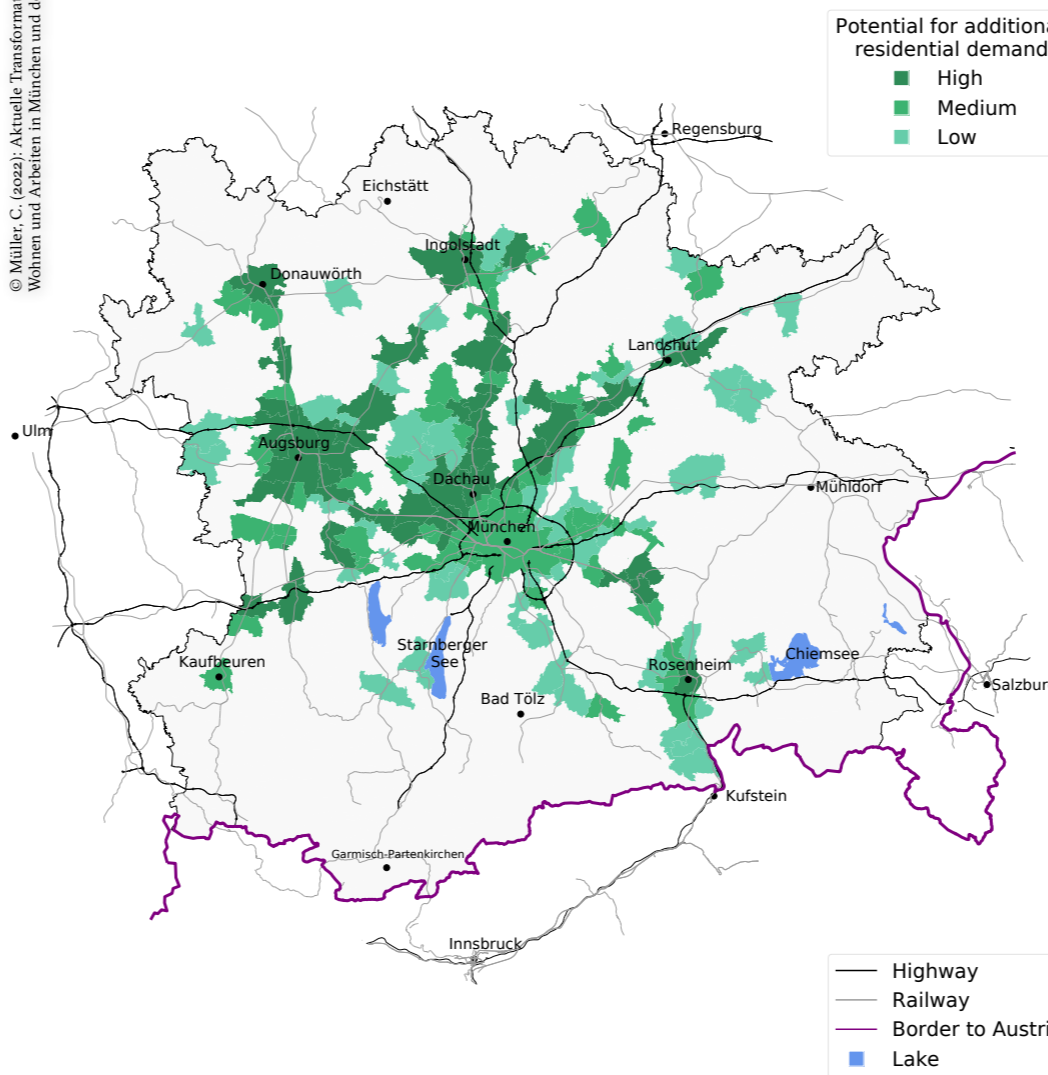 © Müller, C. (2022): Aktuelle Transformat
Wohnen und Arbeiten in München und d
Potential for additiona
residential demand
High
Medium
Low
Regensburg
Eichstätt
Ingolstadt
Donauwörth
Landshut
Ulm
Augsburg
Dachau
Mühldorf
München
Starnberger
See
Kaufbeuren
Chiemsee
Rosenheim
Salzbur
Bad Tölz
Kufstein
Garmisch-Partenkirchen
Innsbruck
Highway
Railway
Border to Austri
Lake